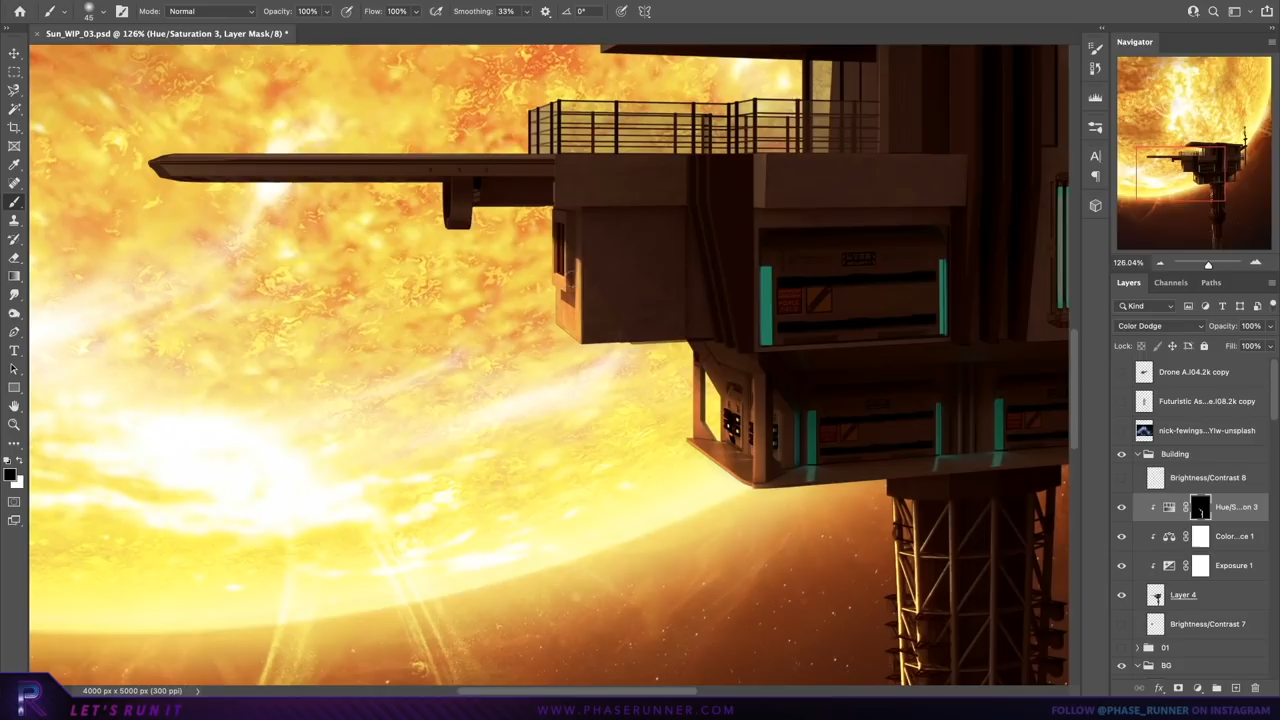 45
Mode: Normal
Opacity: 100%
Flow: 100%
Smoothing: 33%
0°
Sun_WIP_03.psd @ 126% (Hue/Saturation 3, Layer Mask/8) *
Navigator
126.04%
Layers Channels Paths
Kind
Color Dodge Opacity: 100%
Lock: Fill: 100%
Drone A.I04.2k copy
Futuristic As...e.I08.2k copy
nick-fewings...Ylw-unsplash
Building
Brightness/Contrast 8
Hue/S...on 3
Color...ce 1
Exposure 1
Layer 4
Brightness/Contrast 7
01
BG
4000 px x 5000 px (300 ppi)
LET'S RUN IT
WWW.PHASERUNNER.COM
FOLLOW @PHASE_RUNNER ON INSTAGRAM